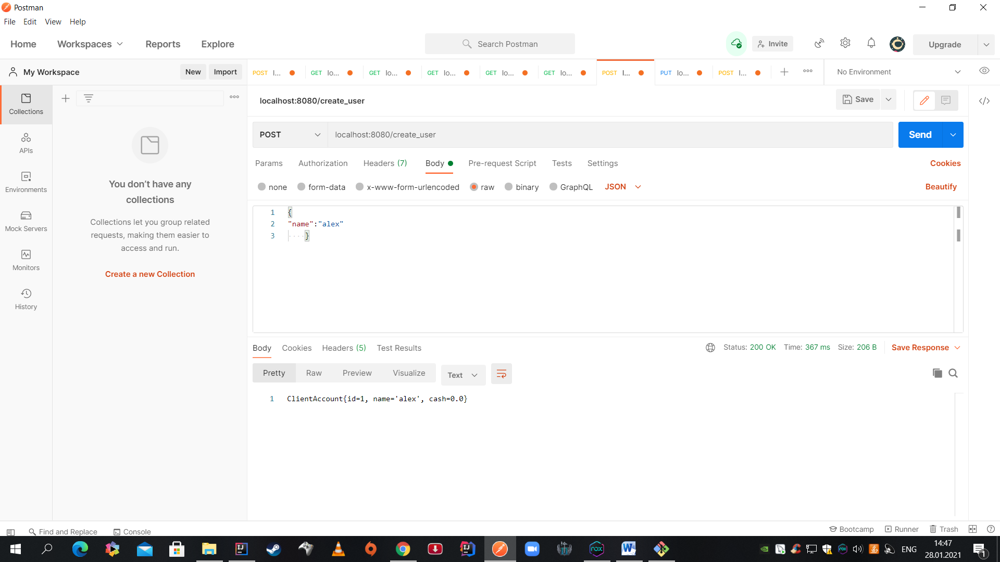 Postman
File Edit View Help
Home Workspaces Reports Explore Search Postman Invite Upgrade
My Workspace New Import POST l... GET lo... GET lo... GET lo... GET lo... GET lo... POST l... PUT lo... POST l... No Environment
Collections
APIs
Environments
Mock Servers
Monitors
History
You don't have any
collections
Collections let you group related
requests, making them easier to
access and run.
Create a new Collection
localhost:8080/create_user Save
POST localhost:8080/create_user Send
Params Authorization Headers (7) Body Pre-request Script Tests Settings Cookies
none form-data x-www-form-urlencoded raw binary GraphQL JSON Beautify
1 {
2 "name":"alex"
3 }
Body Cookies Headers (5) Test Results Status: 200 OK Time: 367 ms Size: 206 B Save Response
Pretty Raw Preview Visualize Text
1 ClientAccount{id=1, name='alex', cash=0.0}
Find and Replace Console Bootcamp Runner Trash
ENG 14:47
28.01.2021 1